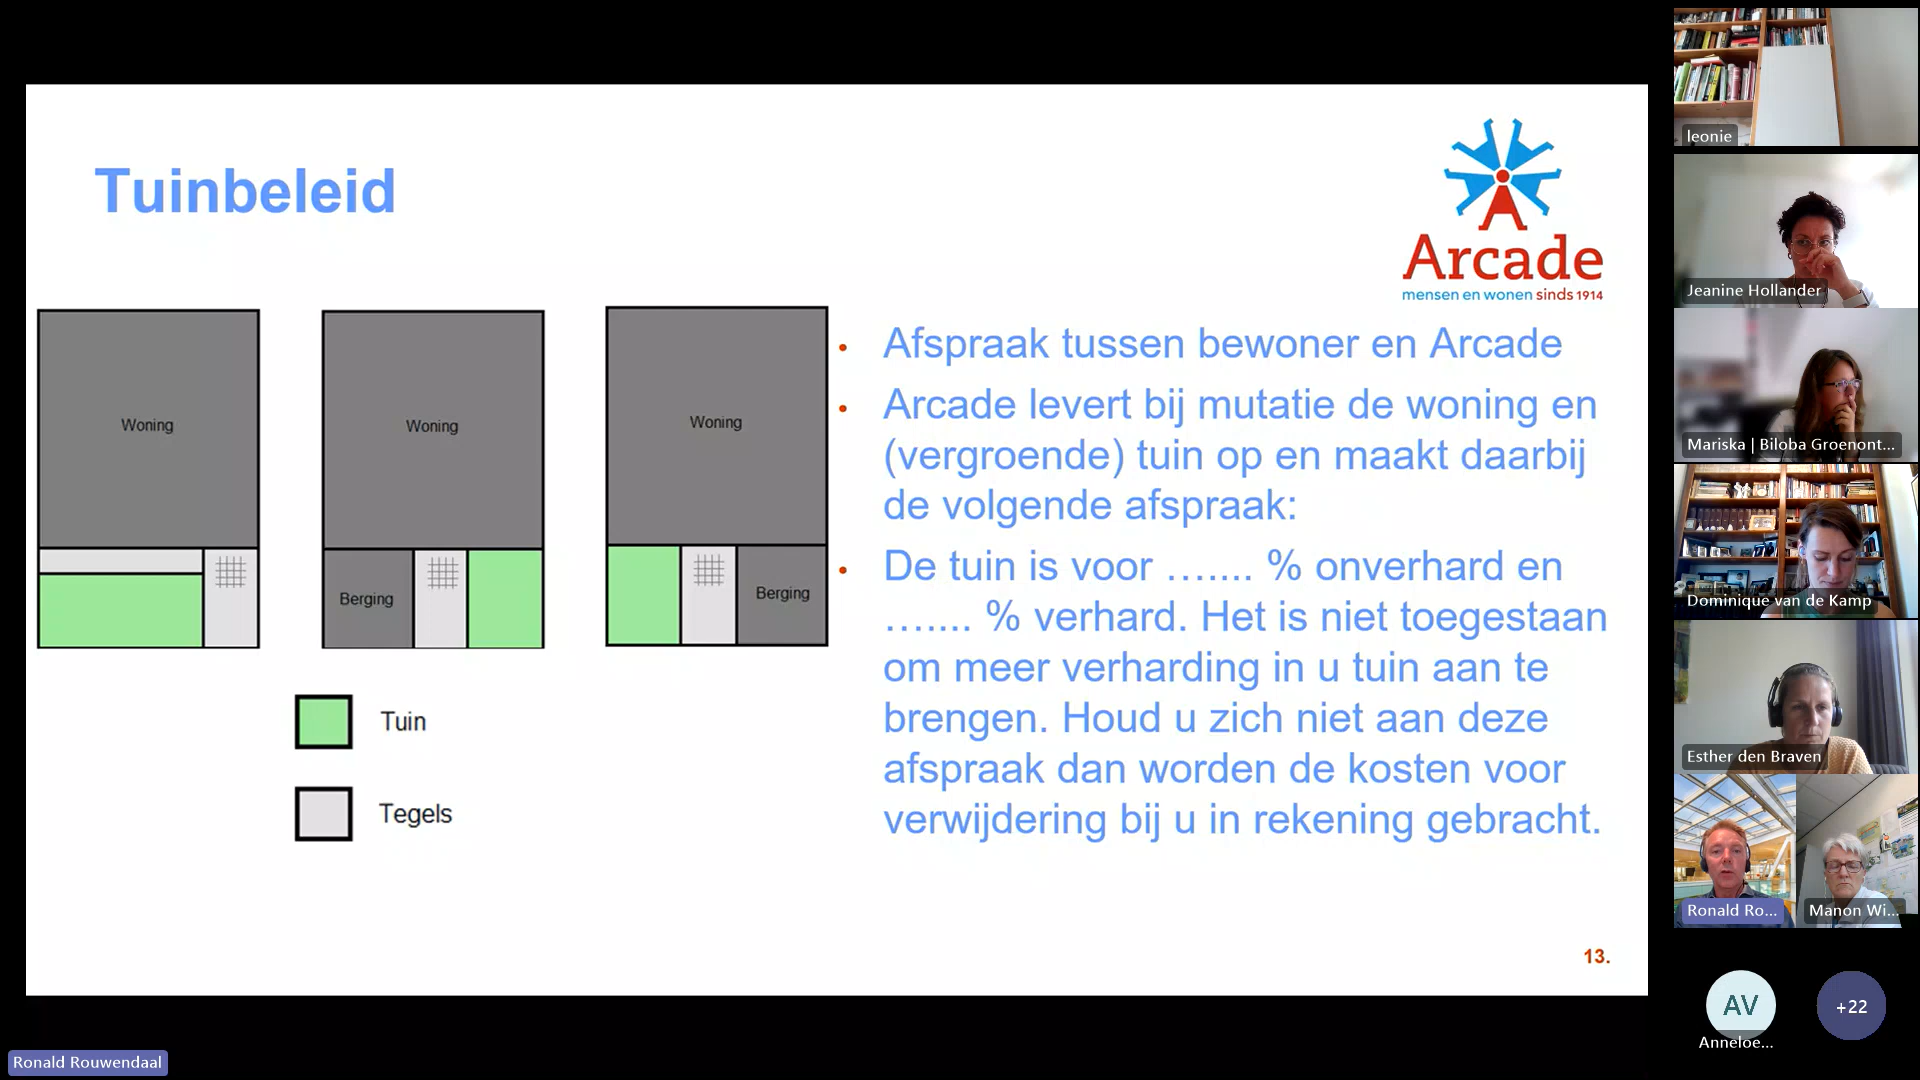 Tuinbeleid
Arcade
mensen en wonen sinds 1914
Woning
Woning
Berging
Woning
Berging
Tuin
Tegels
• Afspraak tussen bewoner en Arcade
• Arcade levert bij mutatie de woning en
(vergroende) tuin op en maakt daarbij
de volgende afspraak:
• De tuin is voor ….... % onverhard en
….... % verhard. Het is niet toegestaan
om meer verharding in u tuin aan te
brengen. Houd u zich niet aan deze
afspraak dan worden de kosten voor
verwijdering bij u in rekening gebracht.
13.
Ronald Rouwendaal
leonie
Jeanine Hollander
Mariska | Biloba Groenont...
Dominique van de Kamp
Esther den Braven
Ronald Ro...
Manon Wi...
AV
Anneloe...
+22